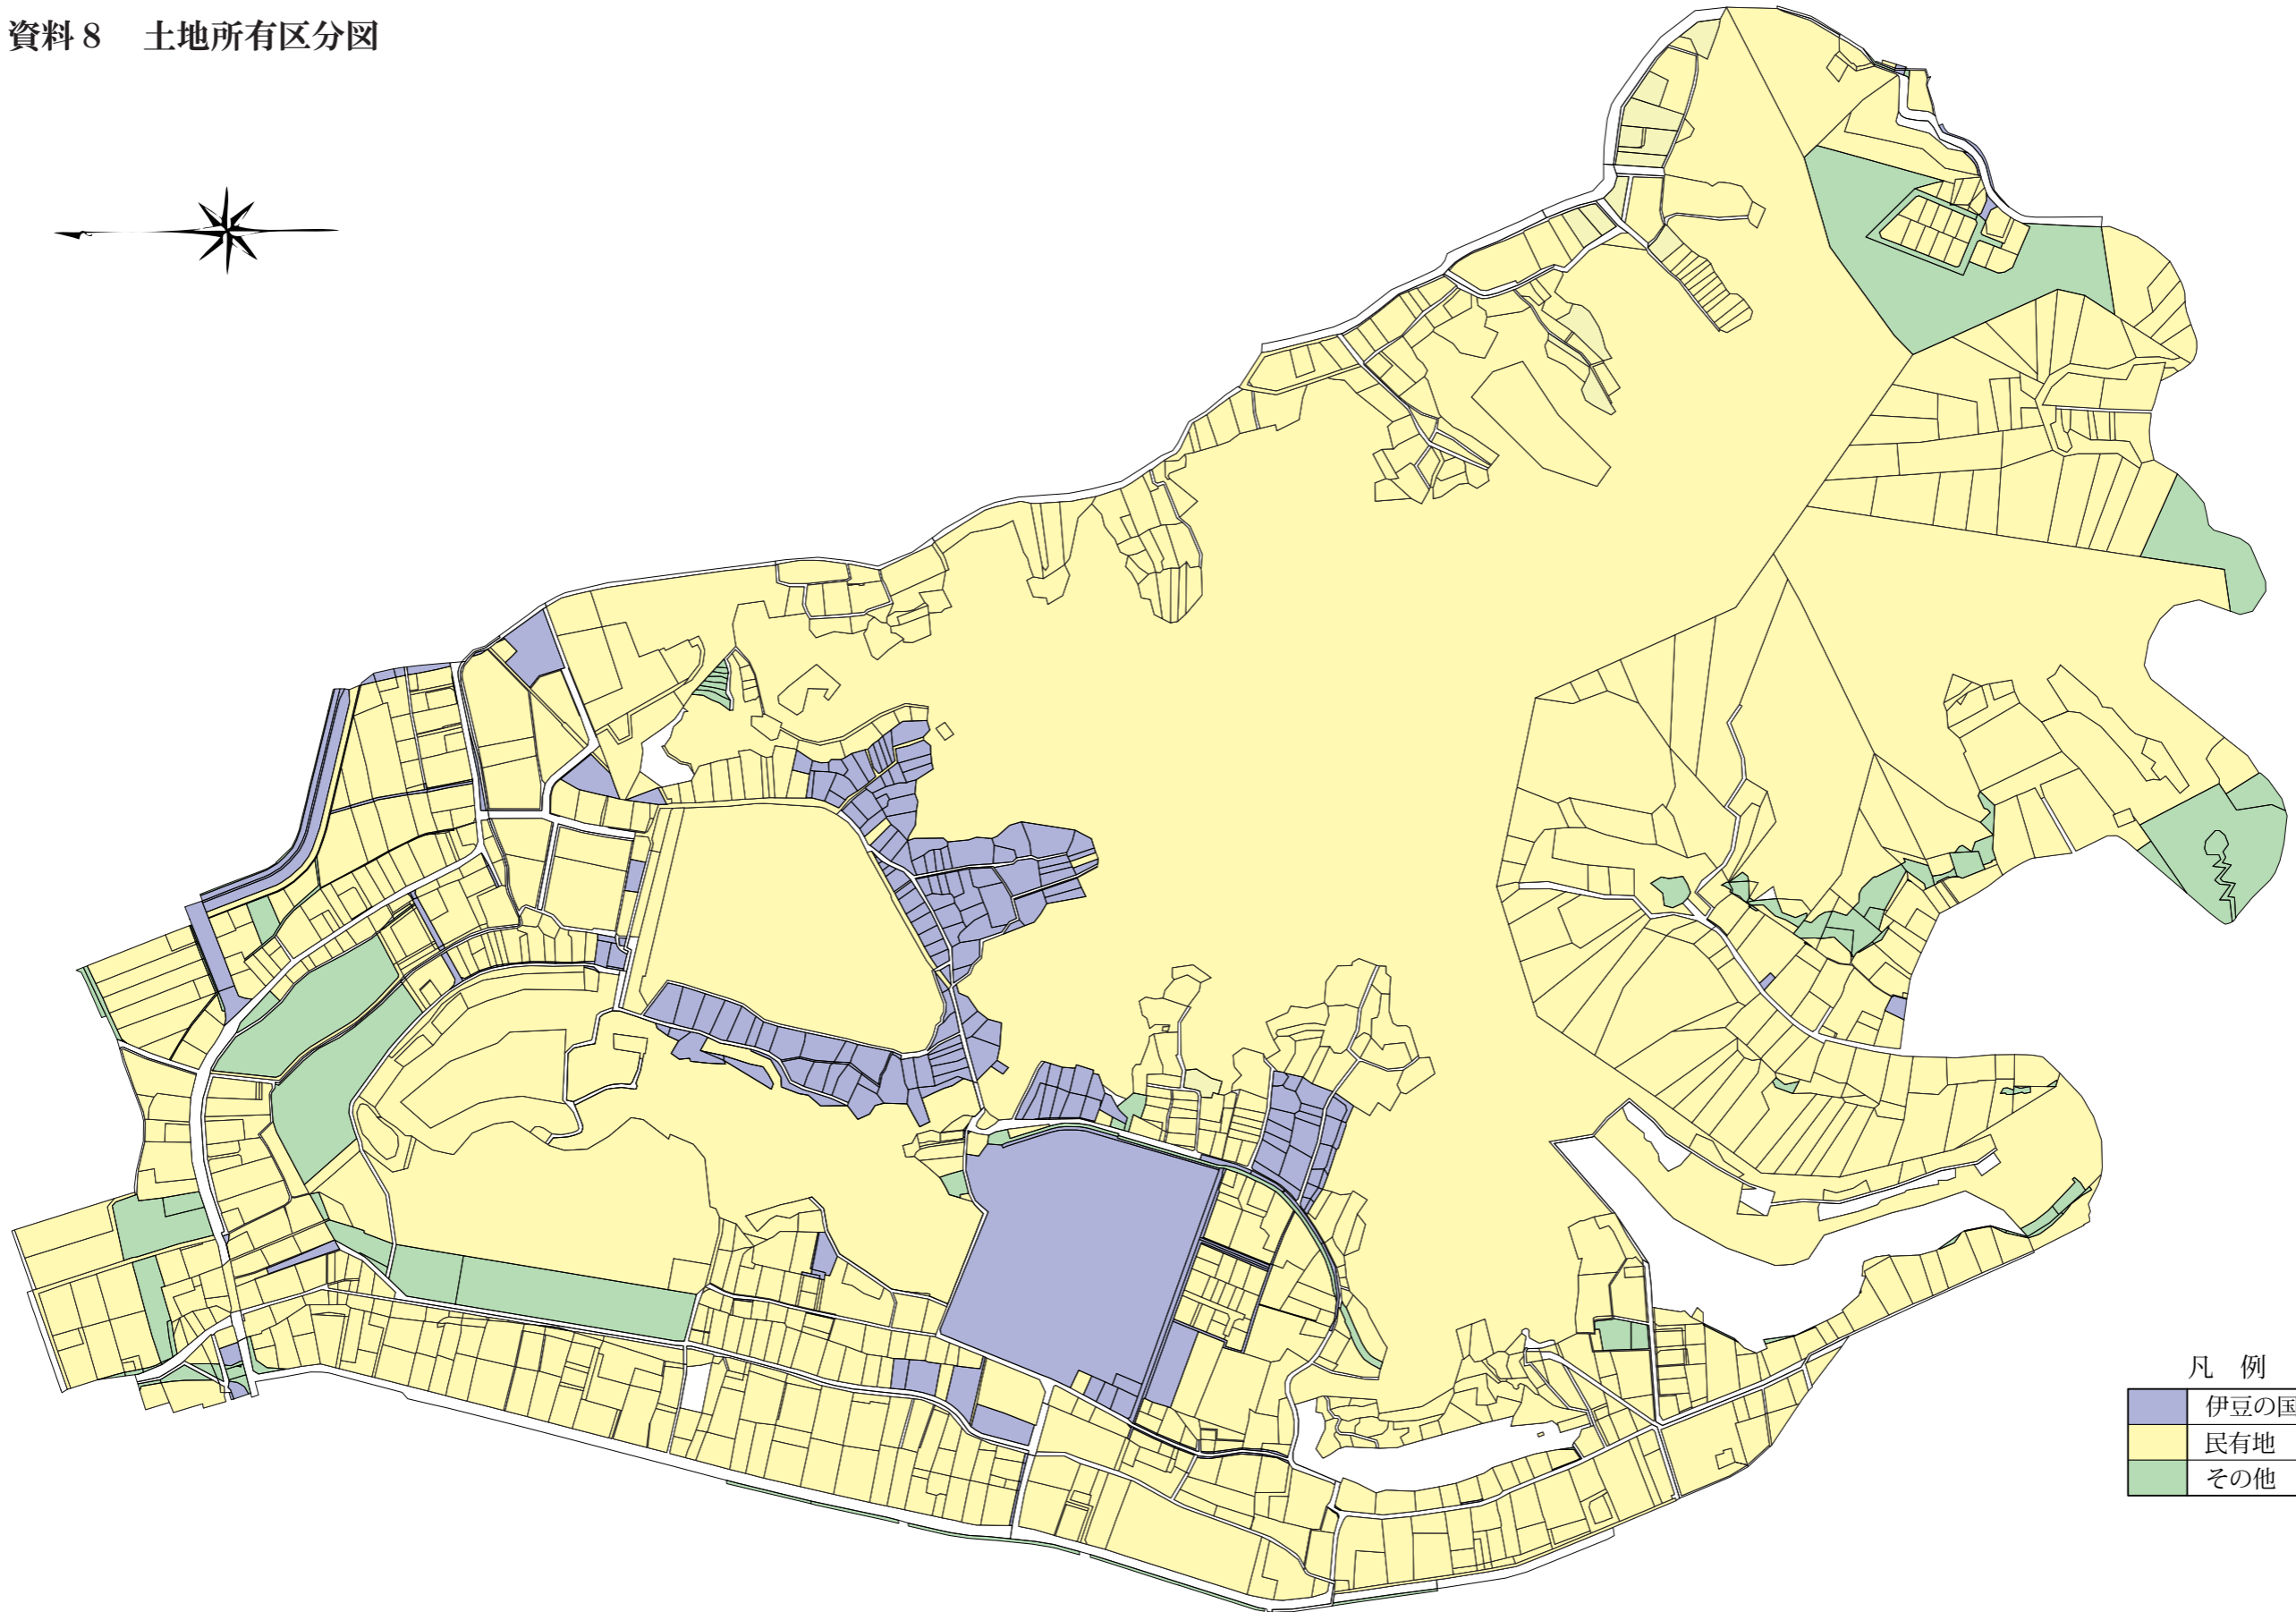 資料８　土地所有区分図
凡　例
伊豆の国
民有地
その他